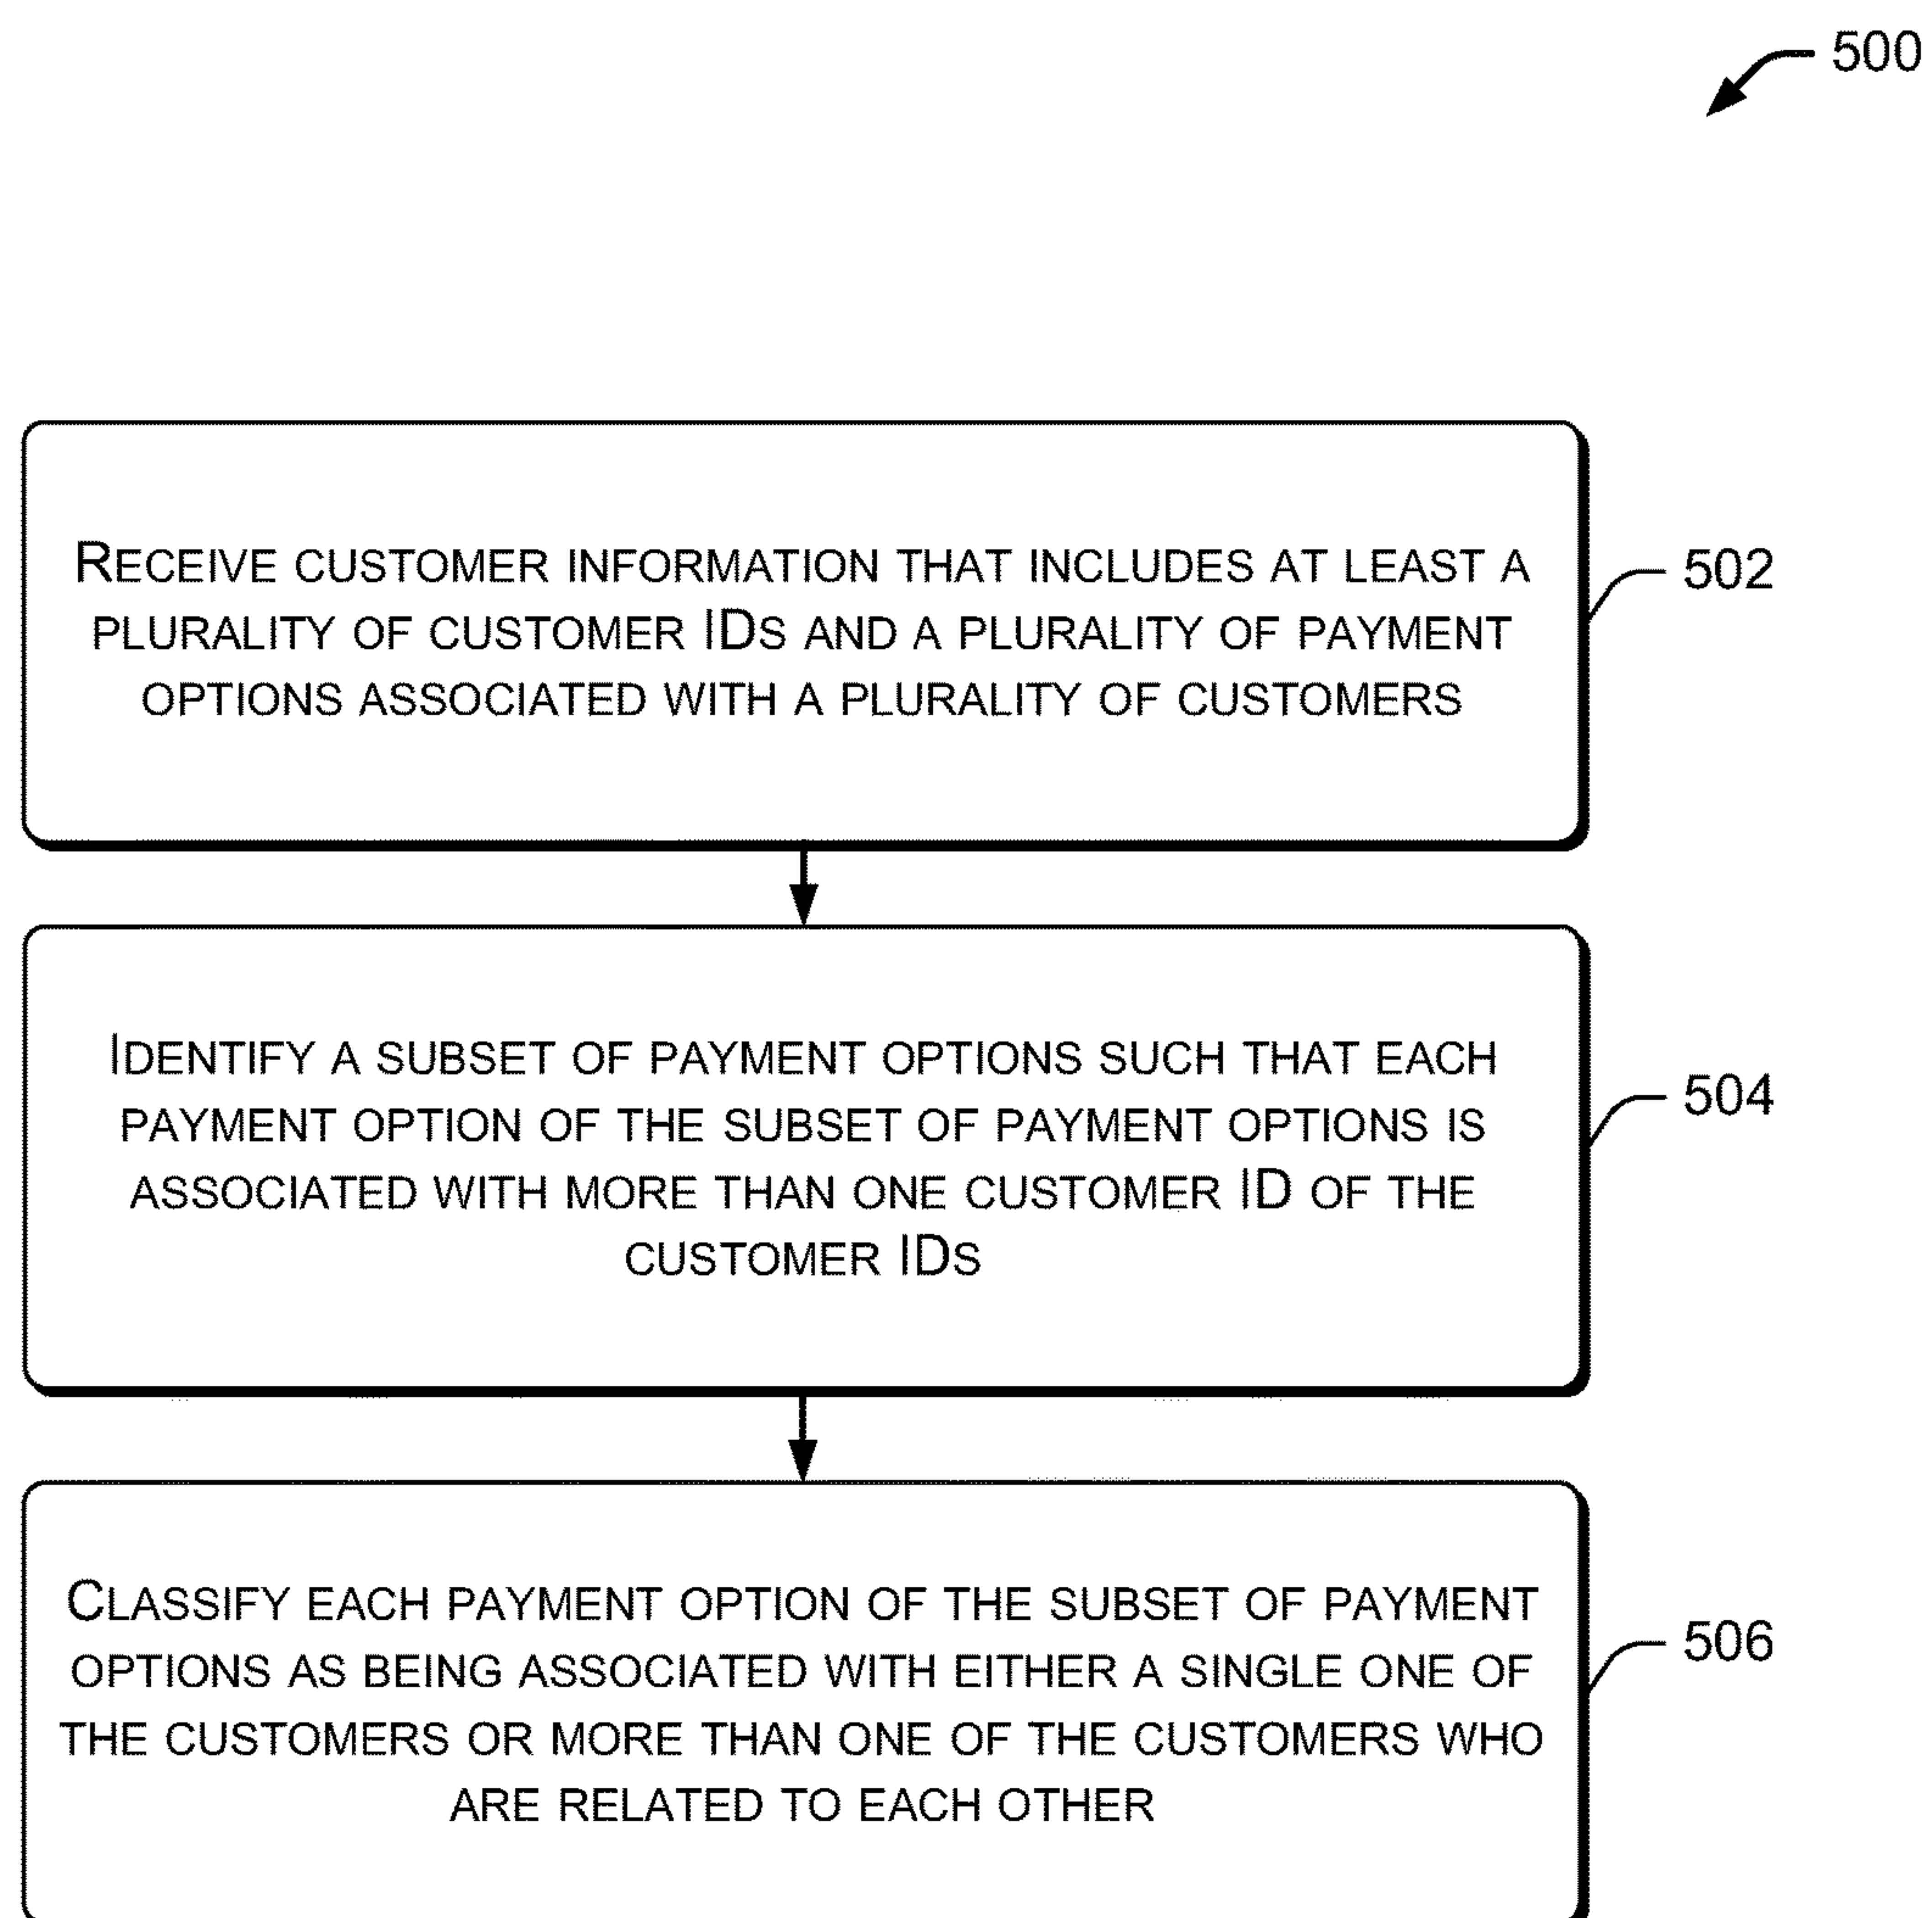 500
RECEIVE CUSTOMER INFORMATION THAT INCLUDES AT LEAST A
PLURALITY OF CUSTOMER IDS AND A PLURALITY OF PAYMENT
OPTIONS ASSOCIATED WITH A PLURALITY OF CUSTOMERS
502
IDENTIFY A SUBSET OF PAYMENT OPTIONS SUCH THAT EACH
PAYMENT OPTION OF THE SUBSET OF PAYMENT OPTIONS IS
ASSOCIATED WITH MORE THAN ONE CUSTOMER ID OF THE
CUSTOMER IDS
504
CLASSIFY EACH PAYMENT OPTION OF THE SUBSET OF PAYMENT
OPTIONS AS BEING ASSOCIATED WITH EITHER A SINGLE ONE OF
THE CUSTOMERS OR MORE THAN ONE OF THE CUSTOMERS WHO
ARE RELATED TO EACH OTHER
506